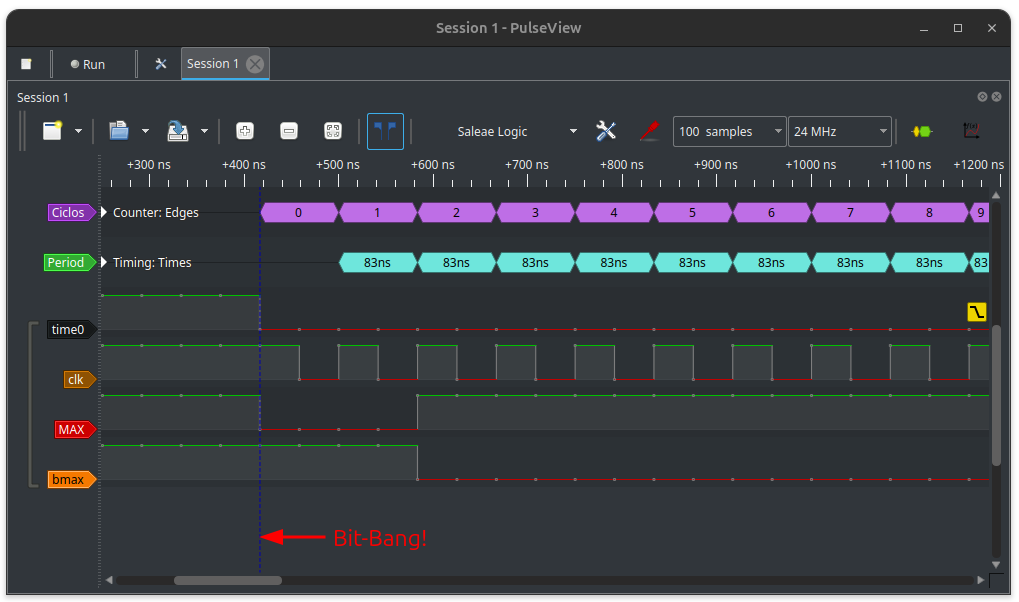 Session 1 - PulseView
Run
Session 1
Session 1
Saleae Logic
100 samples
24 MHz
f(x)
+300 ns +400 ns +500 ns +600 ns +700 ns +800 ns +900 ns +1000 ns +1100 ns +1200 ns
Ciclos Counter: Edges 0 1 2 3 4 5 6 7 8 9
Period Timing: Times 83ns 83ns 83ns 83ns 83ns 83ns 83ns 83ns 83
time0
clk
MAX
bmax
Bit-Bang!